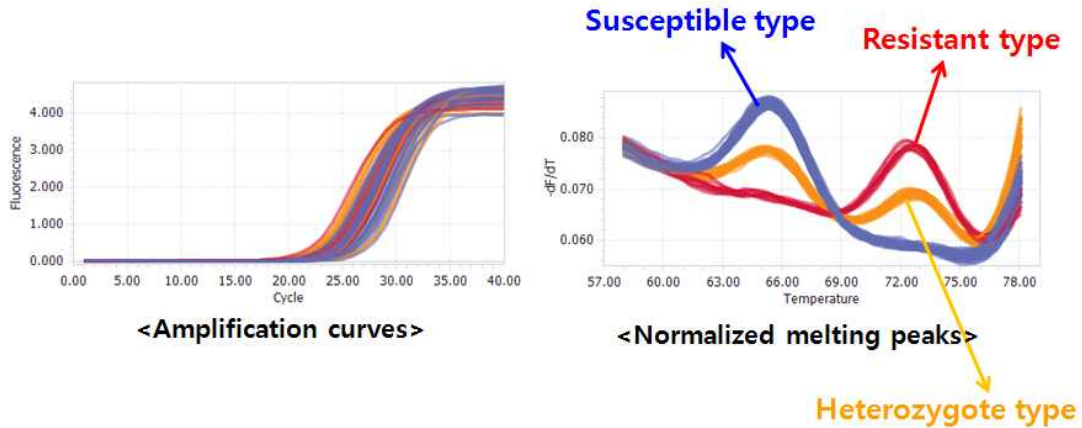 Susceptible type
Resistant type
Fluorescence
4.000
3.000
2.000
1.000
0.000
0.00 5.00 10.00 15.00 20.00 25.00 30.00 35.00 40.00
Cycle
<Amplification curves>
-dF/dT
0.080
0.070
0.060
57.00 60.00 63.00 66.00 69.00 72.00 75.00 78.00
Temperature
<Normalized melting peaks>
Heterozygote type